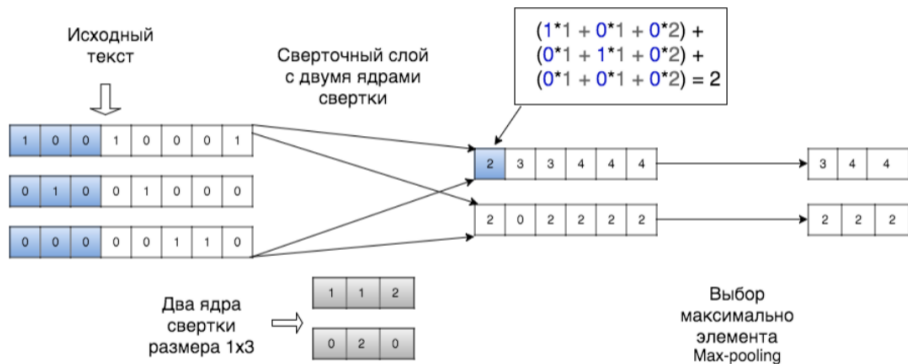 Исходный
текст
Сверточный слой
с двумя ядрами
свертки
(1*1 + 0*1 + 0*2) +
(0*1 + 1*1 + 0*2) +
(0*1 + 0*1 + 0*2) = 2
1 0 0 1 0 0 0 1
0 1 0 0 1 0 0 0
0 0 0 0 0 1 1 0
2 3 3 4 4 4
2 0 2 2 2 2
3 4 4
2 2 2
Два ядра
свертки
размера 1x3
1 1 2
0 2 0
Выбор
максимально
элемента
Max-pooling